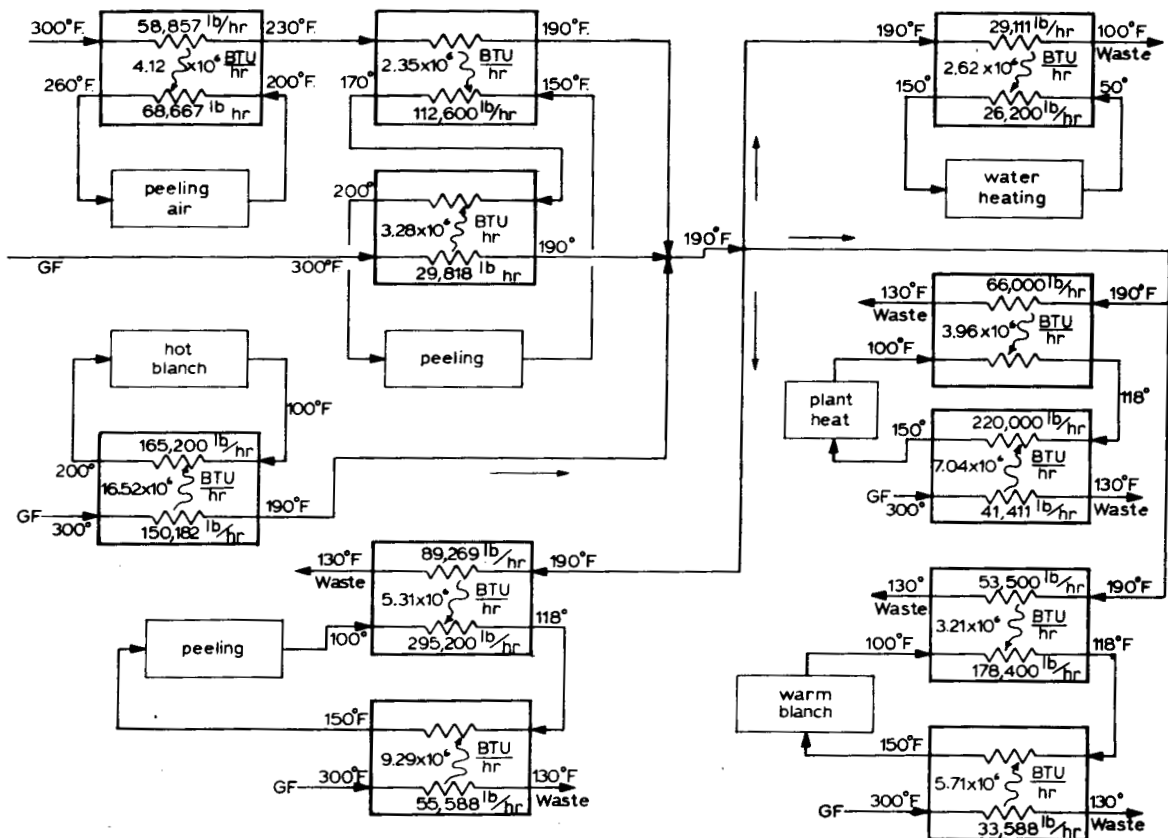 300°F.
58,857 lb/hr
230°F.
4.12 x10⁶ BTU/hr
260°F.
200°F.
68,667 lb hr
peeling air
190°F.
2.35x10⁶ BTU/hr
170°
150°F.
112,600 lb/hr
200°
3.28x10⁶ BTU/hr
GF
300°F
29,818 lb hr
190°
190°F
peeling
hot blanch
100°F
165,200 lb/hr
200°
16.52x10⁶ BTU/hr
GF
300°
150,182 lb/hr
190°F
130°F
Waste
89,269 lb/hr
190°F
5.31x10⁶ BTU/hr
peeling
100°
295,200 lb/hr
118°
150°F
9.29x10⁶ BTU/hr
GF
300°F
55,588 lb/hr
130°F
Waste
190°F
29,111 lb/hr
100°F
Waste
2.62x10⁶ BTU/hr
150°
50°
26,200 lb/hr
water heating
130°F
Waste
66,000 lb/hr
190°F
3.96x10⁶ BTU/hr
100°F
118°
plant heat
150°
220,000 lb/hr
7.04x10⁶ BTU/hr
GF
300°
41,411 lb/hr
130°F
Waste
130°
Waste
53,500 lb/hr
190°F
3.21x10⁶ BTU/hr
100°F
178,400 lb/hr
118°F
warm blanch
150°F
5.71x10⁶ BTU/hr
GF
300°F
33,588 lb/hr
130°
Waste